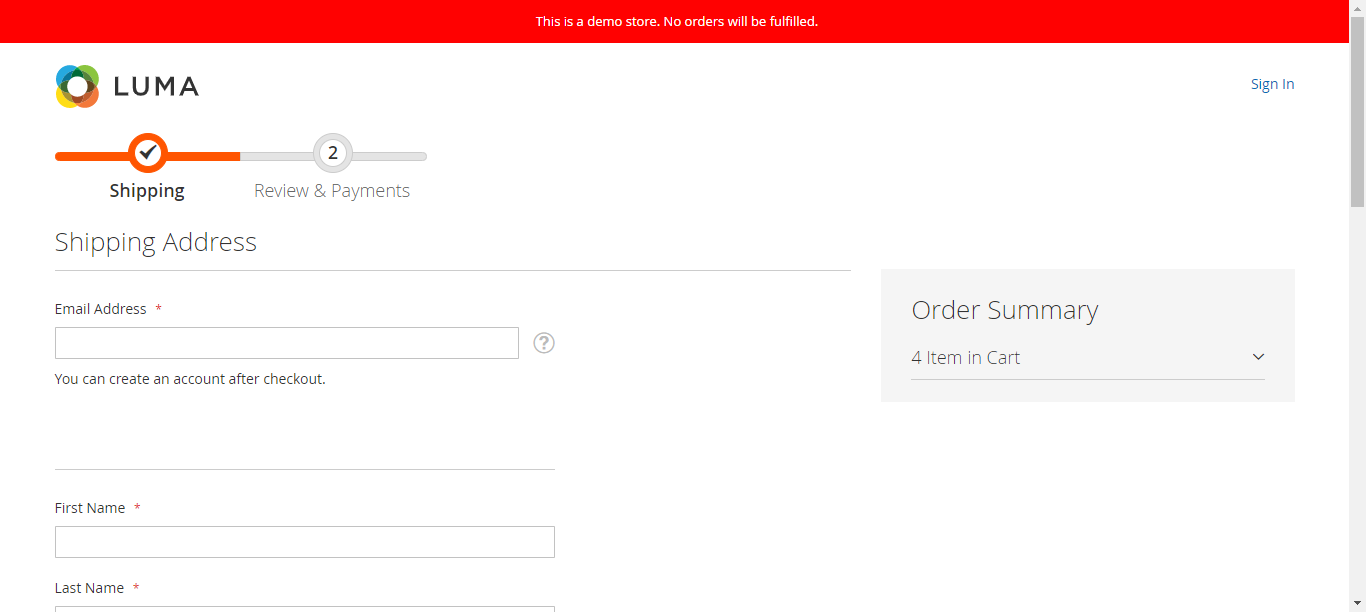 This is a demo store. No orders will be fulfilled.
LUMA
Sign In
2
Shipping
Review & Payments
Shipping Address
Email Address *
?
You can create an account after checkout.
Order Summary
4 Item in Cart
First Name *
Last Name *